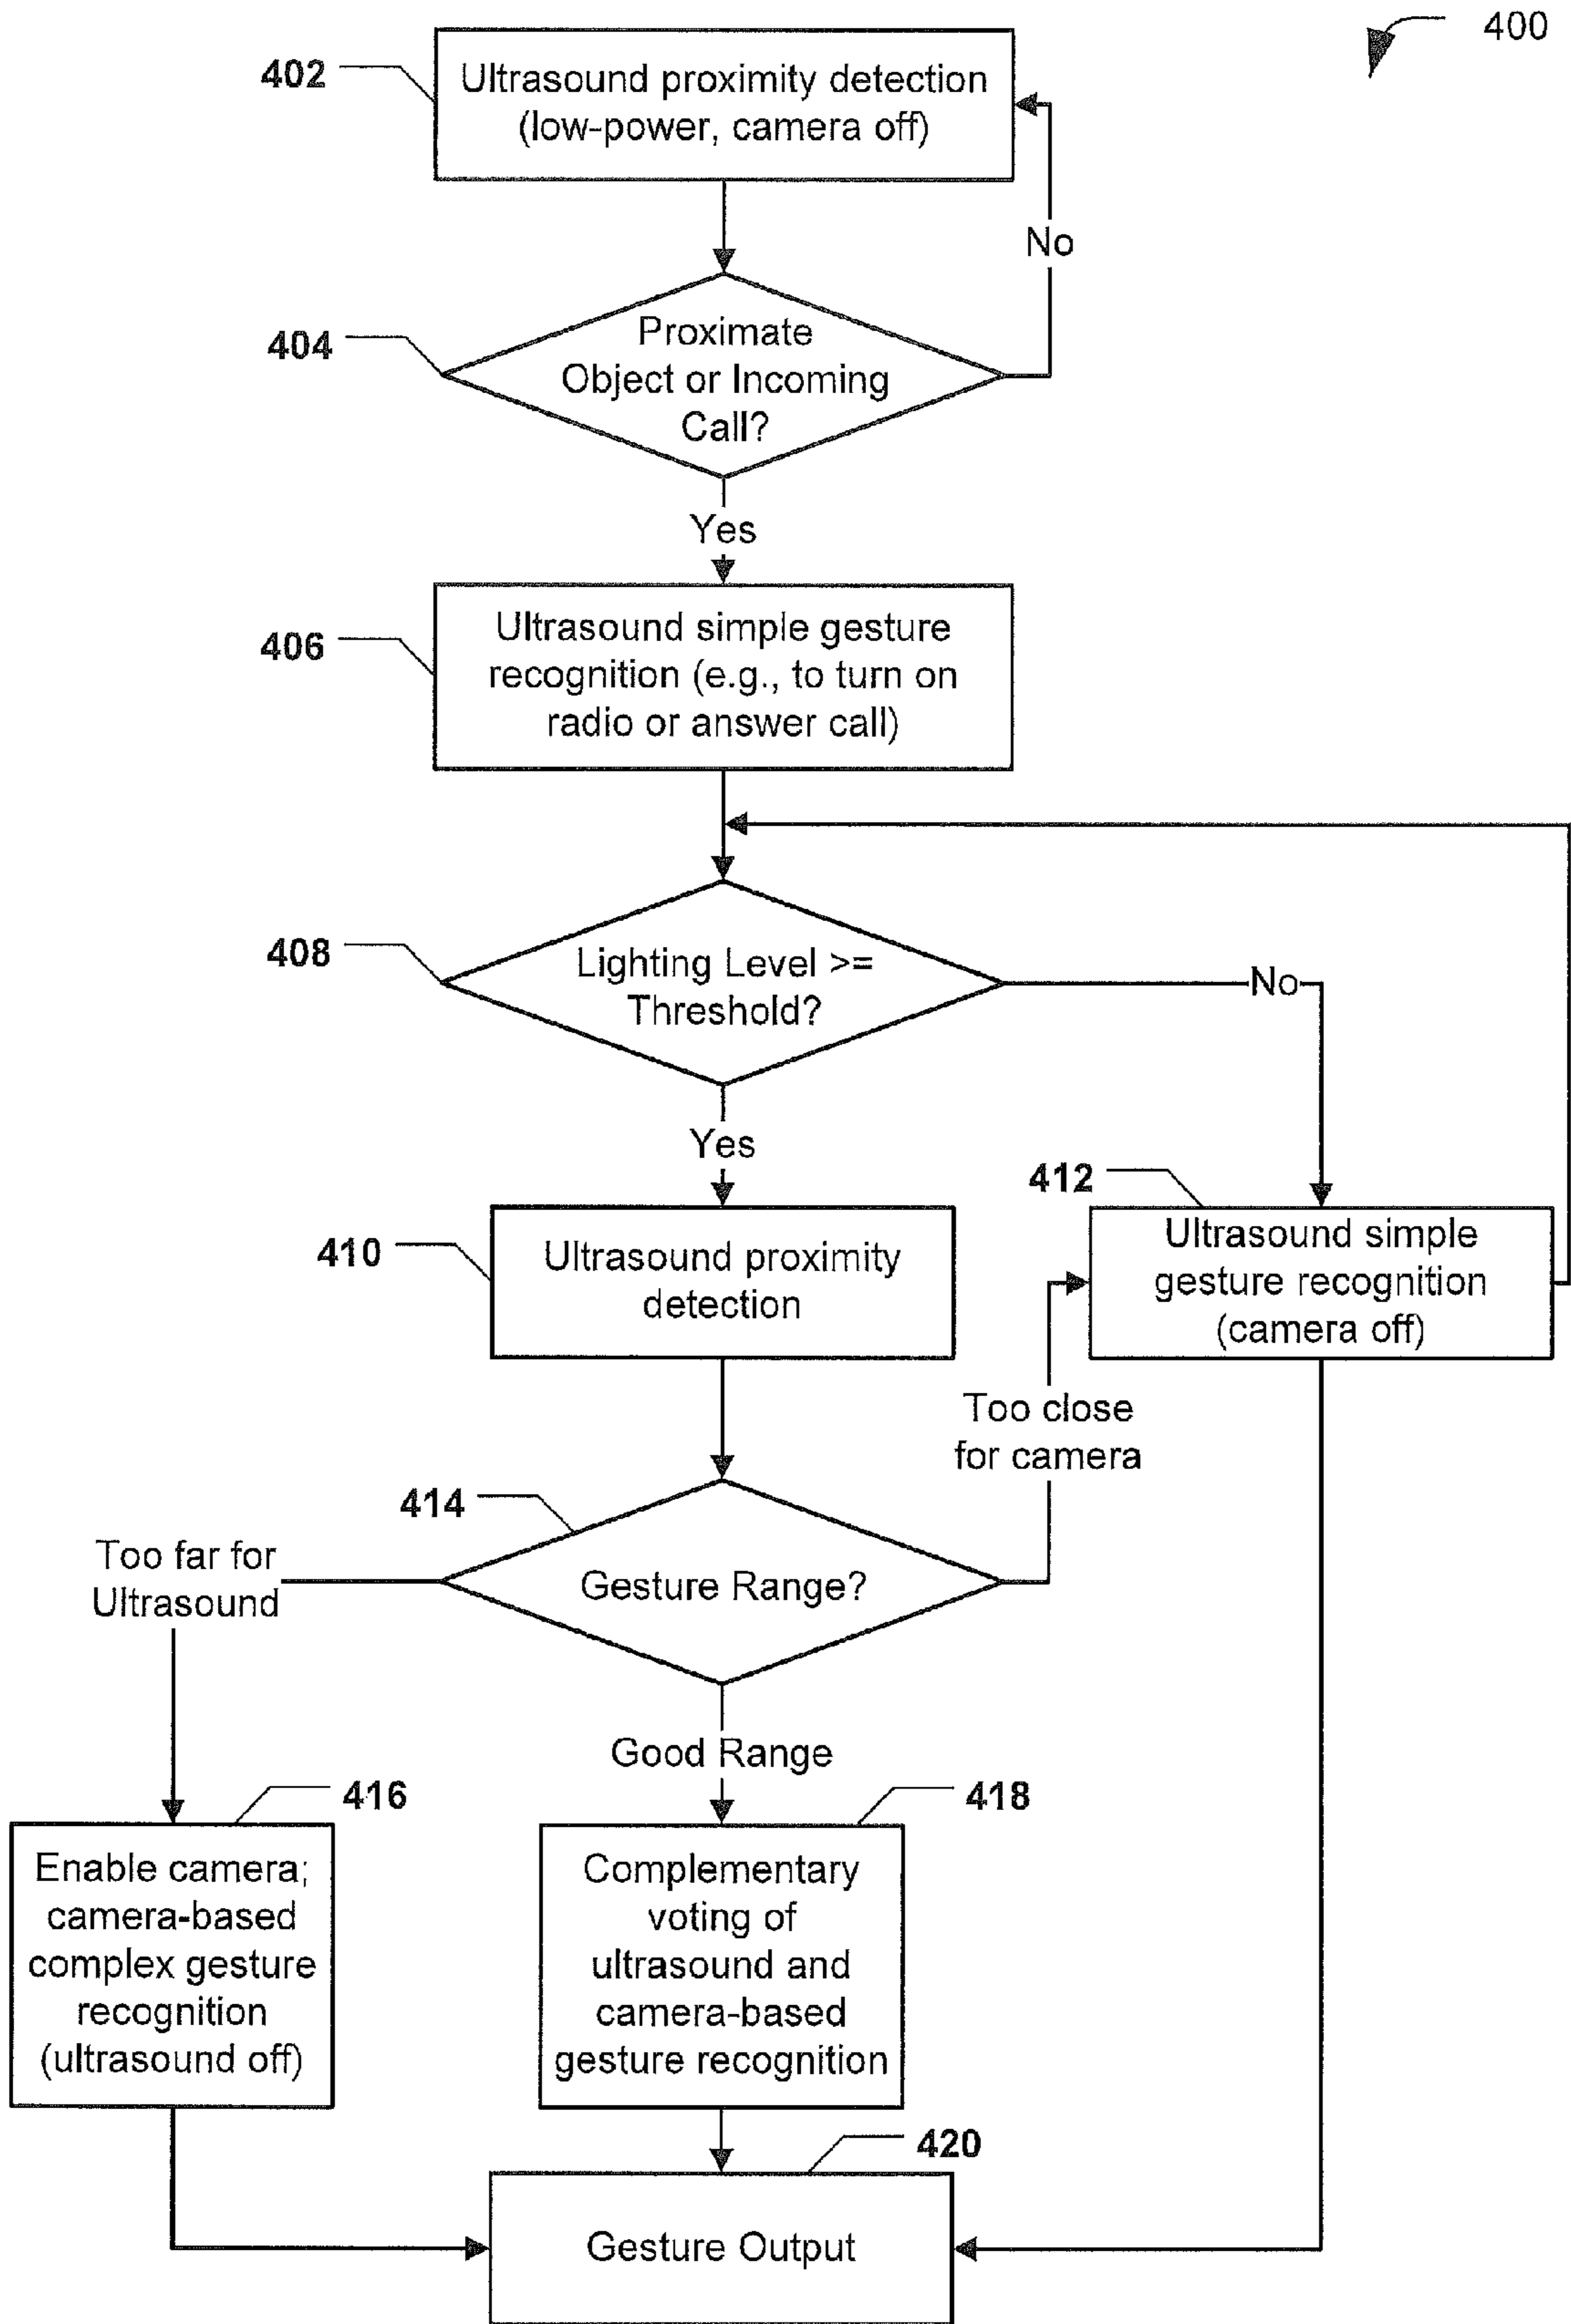 400
402
Ultrasound proximity detection
(low-power, camera off)
No
404
Proximate
Object or Incoming
Call?
Yes
406
Ultrasound simple gesture
recognition (e.g., to turn on
radio or answer call)
408
Lighting Level >=
Threshold?
No
Yes
410
Ultrasound proximity
detection
412
Ultrasound simple
gesture recognition
(camera off)
Too close
for camera
414
Gesture Range?
Too far for
Ultrasound
Good Range
416
Enable camera;
camera-based
complex gesture
recognition
(ultrasound off)
418
Complementary
voting of
ultrasound and
camera-based
gesture recognition
420
Gesture Output